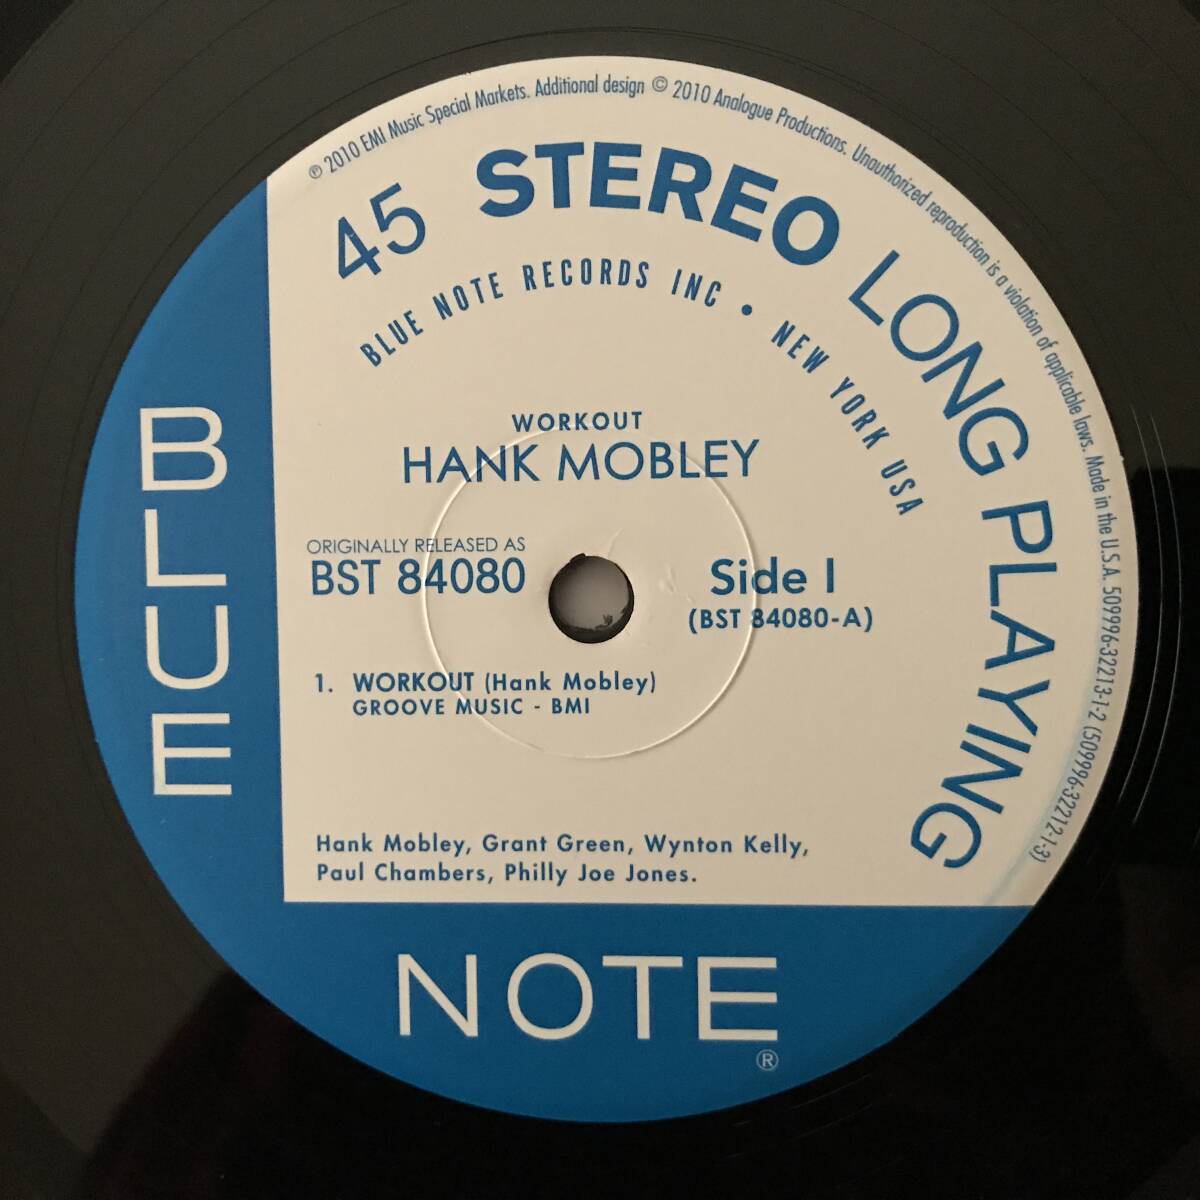 ℗ 2010 EMI Music Special Markets. Additional design © 2010 Analogue Productions. Unauthorized reproduction is a violation of applicable laws. Made in the U.S.A. 509996-32213-1-2 (509996-32212-1-3)
45 STEREO LONG PLAYING
BLUE NOTE RECORDS INC • NEW YORK USA
WORKOUT
HANK MOBLEY
ORIGINALLY RELEASED AS
BST 84080
Side I
(BST 84080-A)
1. WORKOUT (Hank Mobley)
GROOVE MUSIC - BMI
Hank Mobley, Grant Green, Wynton Kelly,
Paul Chambers, Philly Joe Jones.
BLUE
NOTE
®